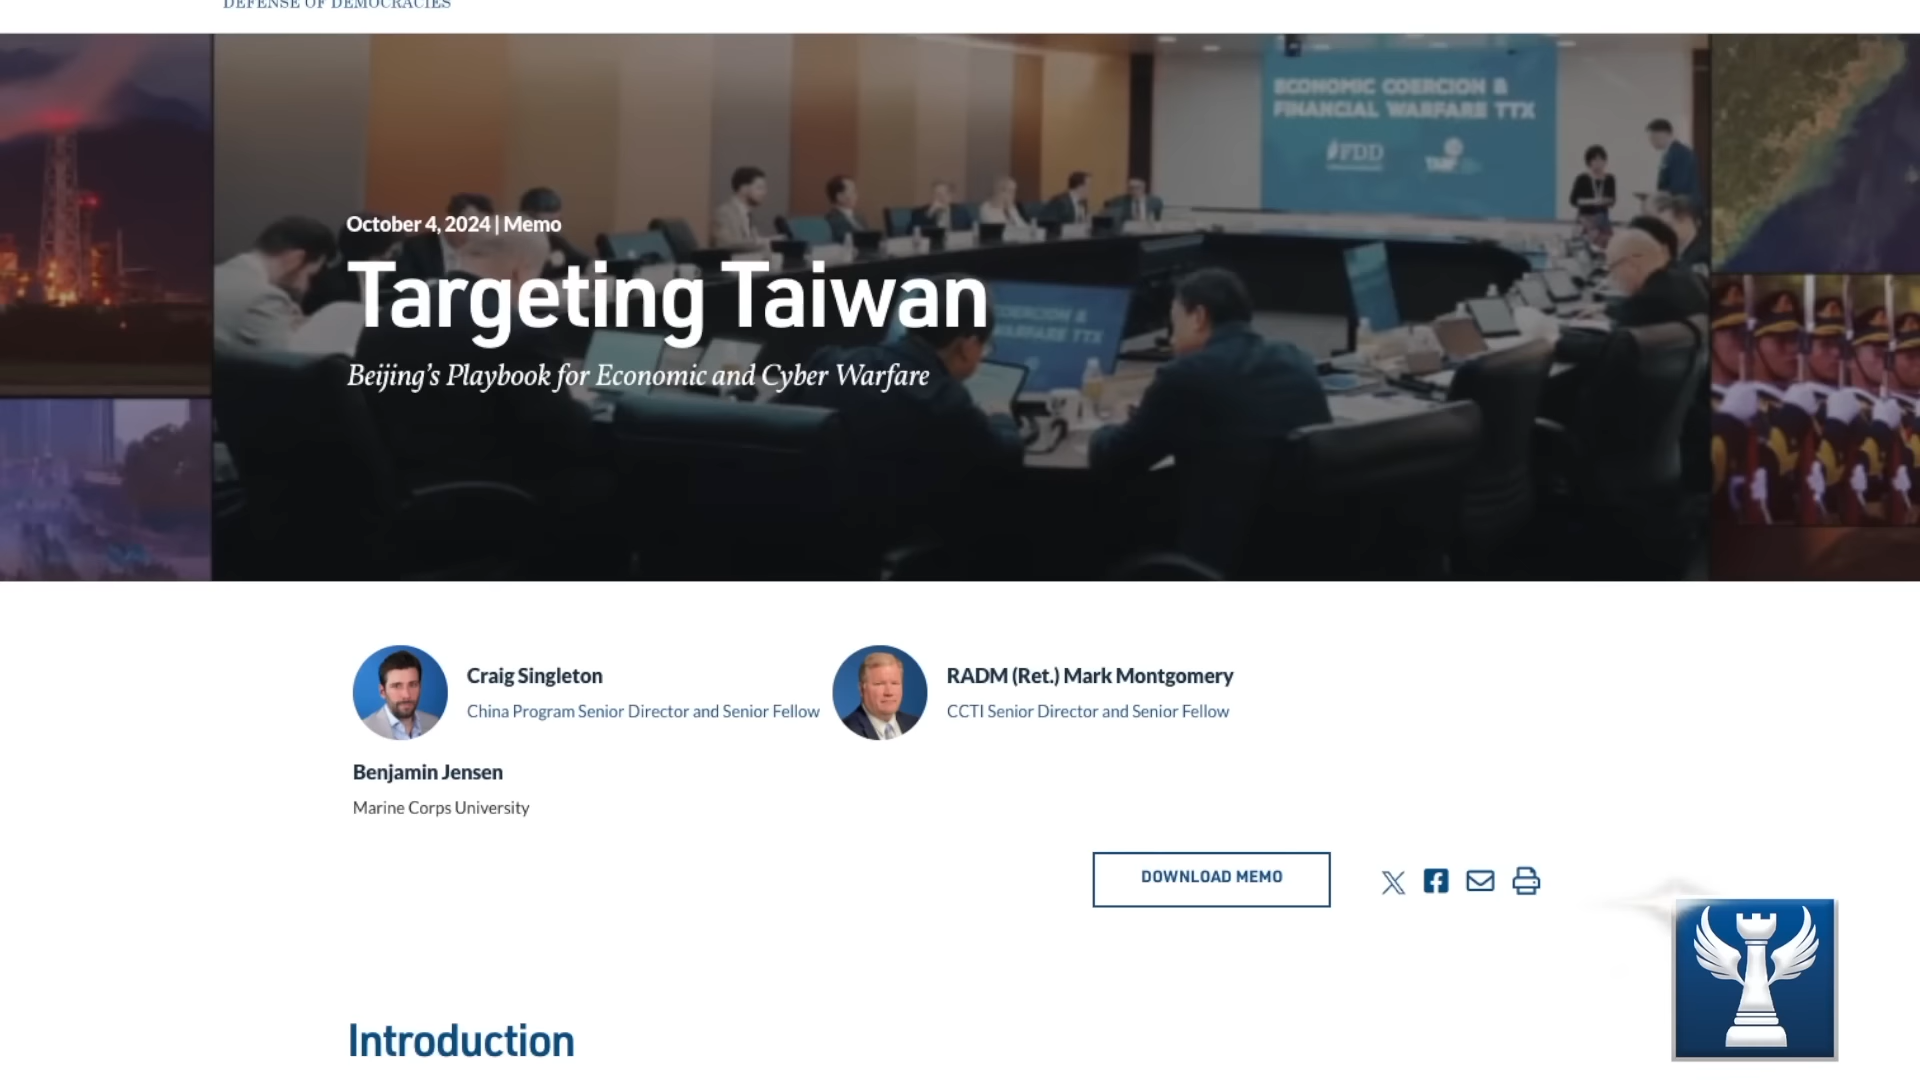 DEFENSE OF DEMOCRACIES
ECONOMIC COERCION &
FINANCIAL WARFARE TTX
FDD
October 4, 2024 | Memo
Targeting Taiwan
Beijing's Playbook for Economic and Cyber Warfare
WARFARE TTX
Craig Singleton
China Program Senior Director and Senior Fellow
RADM (Ret.) Mark Montgomery
CCTI Senior Director and Senior Fellow
Benjamin Jensen
Marine Corps University
DOWNLOAD MEMO
Introduction